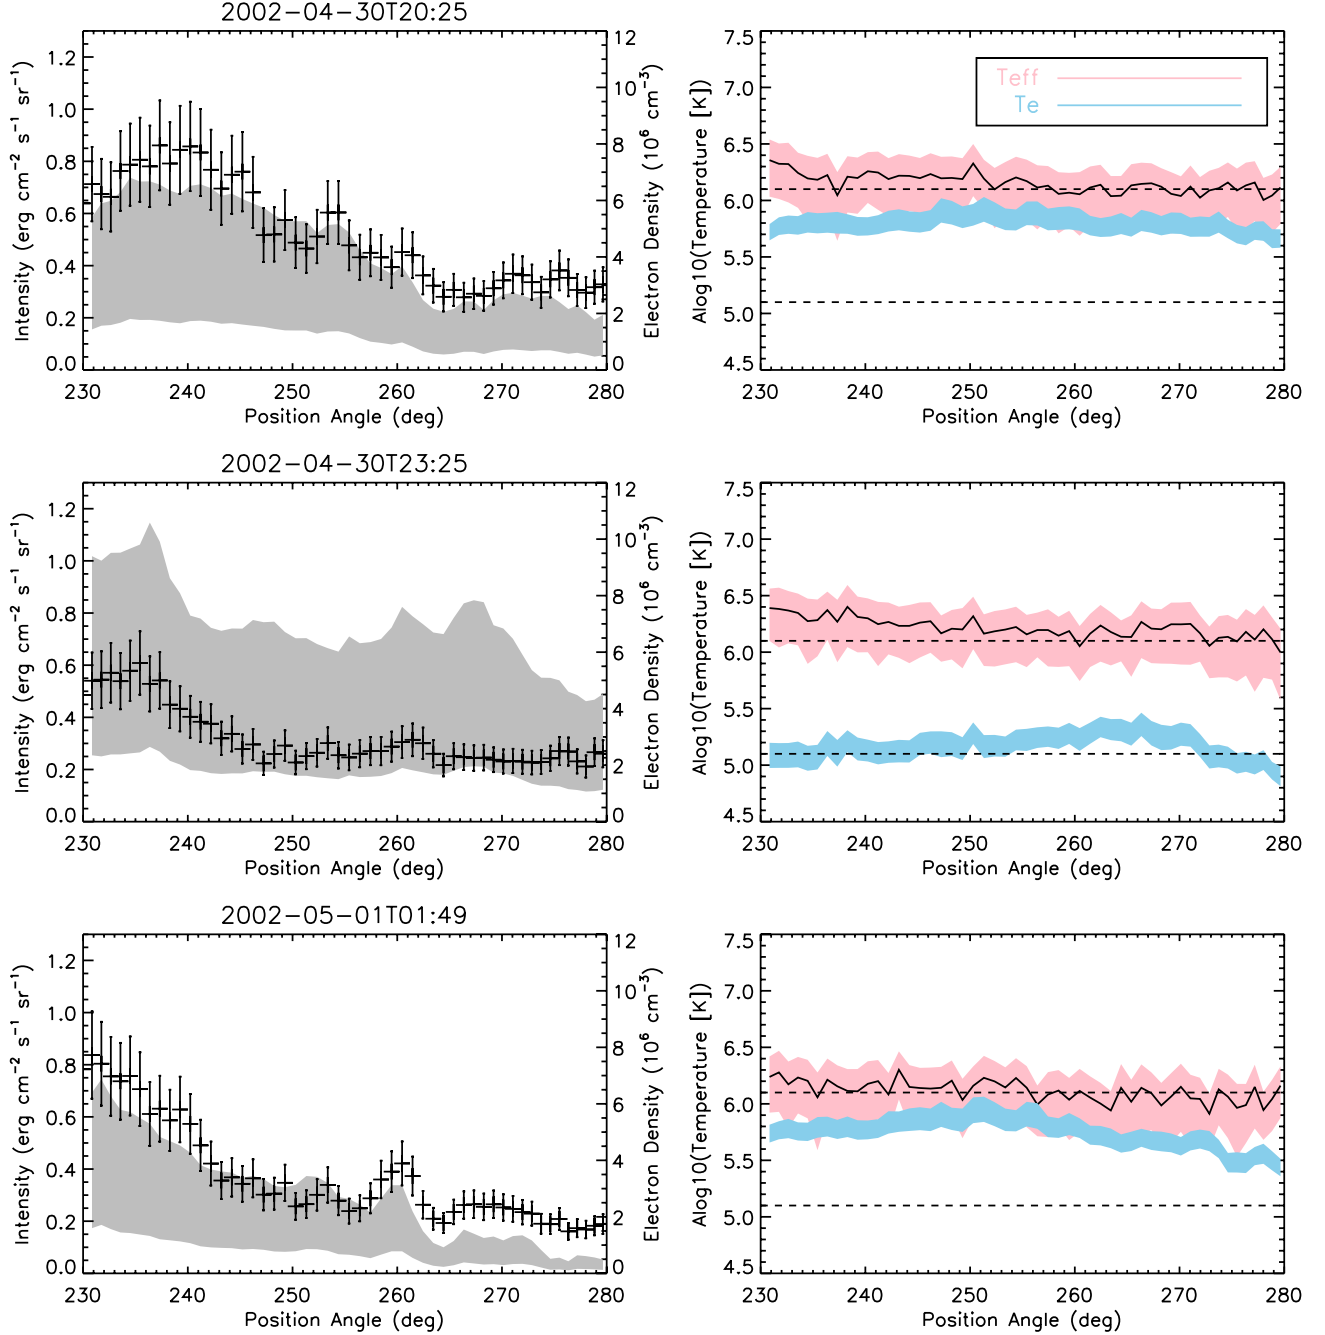 2002-04-30T20:25
Intensity (erg cm⁻² s⁻¹ sr⁻¹)
1.2
1.0
0.8
0.6
0.4
0.2
0.0
12
10
8
6
4
2
0
Electron Density (10⁶ cm⁻³)
230 240 250 260 270 280
Position Angle (deg)
Alog10(Temperature [K])
7.5
7.0
6.5
6.0
5.5
5.0
4.5
Teff
Te
230 240 250 260 270 280
Position Angle (deg)
2002-04-30T23:25
Intensity (erg cm⁻² s⁻¹ sr⁻¹)
1.2
1.0
0.8
0.6
0.4
0.2
0.0
12
10
8
6
4
2
0
Electron Density (10⁶ cm⁻³)
230 240 250 260 270 280
Position Angle (deg)
Alog10(Temperature [K])
7.5
7.0
6.5
6.0
5.5
5.0
4.5
230 240 250 260 270 280
Position Angle (deg)
2002-05-01T01:49
Intensity (erg cm⁻² s⁻¹ sr⁻¹)
1.2
1.0
0.8
0.6
0.4
0.2
0.0
12
10
8
6
4
2
0
Electron Density (10⁶ cm⁻³)
230 240 250 260 270 280
Position Angle (deg)
Alog10(Temperature [K])
7.5
7.0
6.5
6.0
5.5
5.0
4.5
230 240 250 260 270 280
Position Angle (deg)